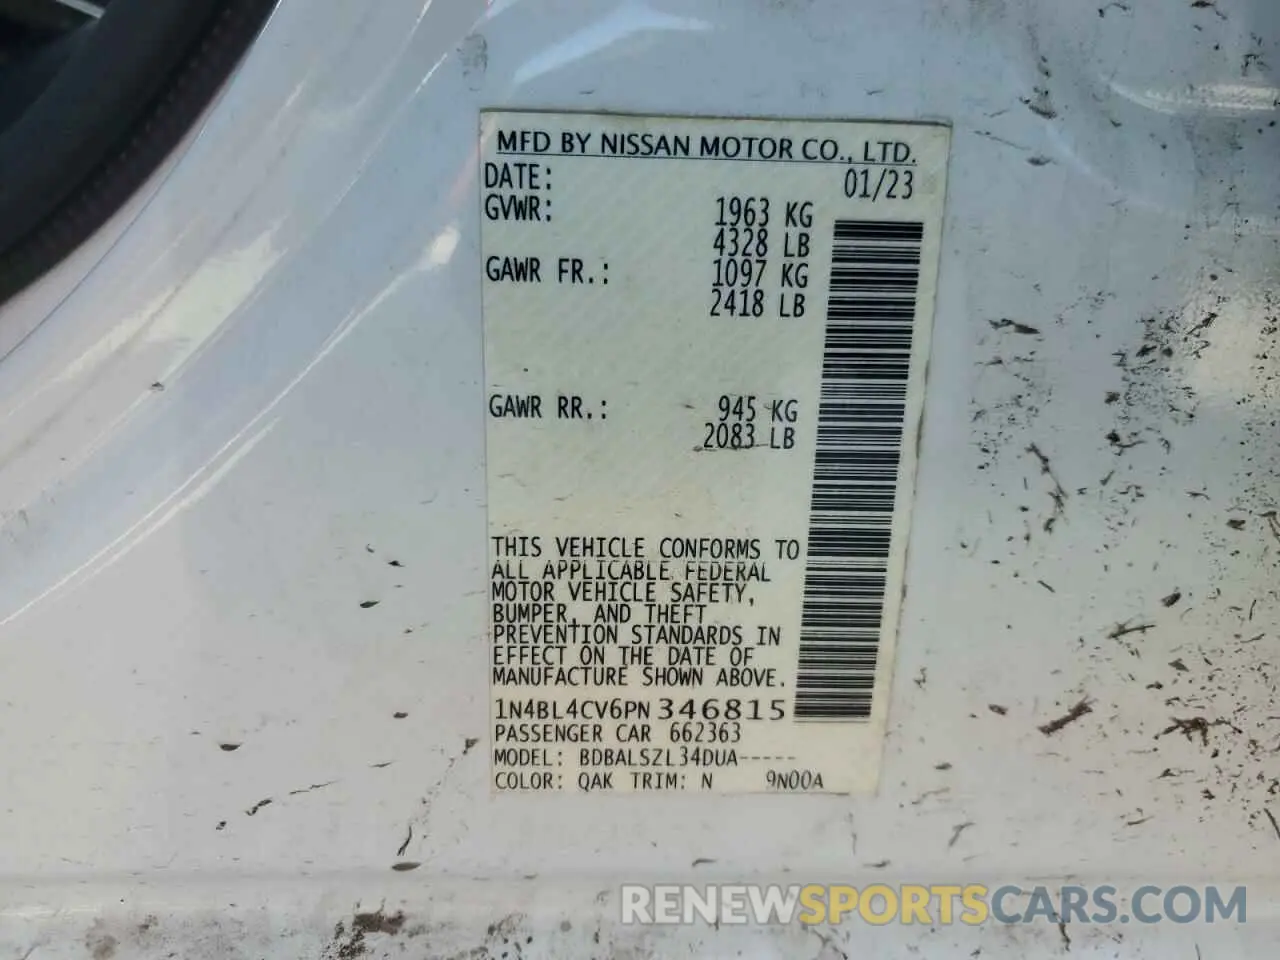 MFD BY NISSAN MOTOR CO., LTD.
DATE: 01/23
GVWR: 1963 KG
4328 LB
GAWR FR.: 1097 KG
2418 LB
GAWR RR.: 945 KG
2083 LB
THIS VEHICLE CONFORMS TO
ALL APPLICABLE FEDERAL
MOTOR VEHICLE SAFETY,
BUMPER, AND THEFT
PREVENTION STANDARDS IN
EFFECT ON THE DATE OF
MANUFACTURE SHOWN ABOVE.
1N4BL4CV6PN346815
PASSENGER CAR 662363
MODEL: BDBALSZL34DUA-----
COLOR: QAK TRIM: N 9N00A
RENEWSPORTSCARS.COM